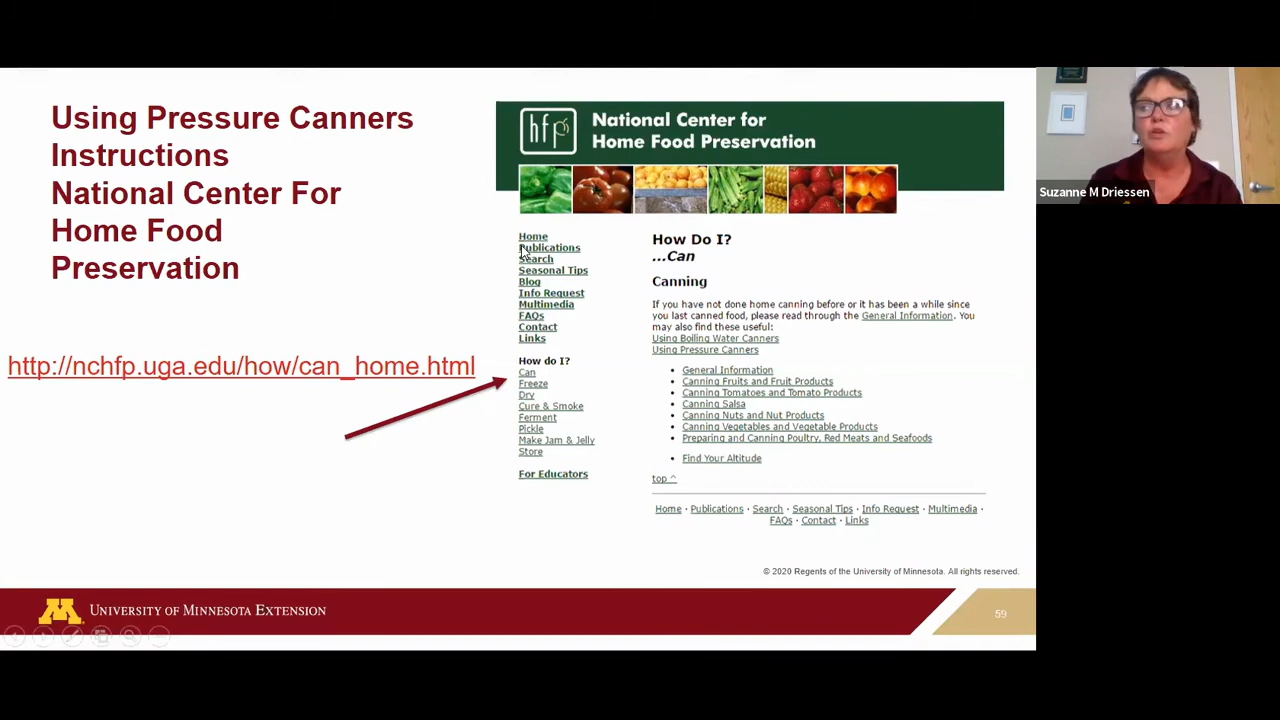 Using Pressure Canners
Instructions
National Center For
Home Food
Preservation
http://nchfp.uga.edu/how/can_home.html
hfp
National Center for
Home Food Preservation
Home
Publications
Search
Seasonal Tips
Blog
Info Request
Multimedia
FAQs
Contact
Links
How do I?
Can
Freeze
Dry
Cure & Smoke
Ferment
Pickle
Make Jam & Jelly
Store
For Educators
How Do I?
...Can
Canning
If you have not done home canning before or it has been a while since
you last canned food, please read through the General Information. You
may also find these useful:
Using Boiling Water Canners
Using Pressure Canners
• General Information
• Canning Fruits and Fruit Products
• Canning Tomatoes and Tomato Products
• Canning Salsa
• Canning Nuts and Nut Products
• Canning Vegetables and Vegetable Products
• Preparing and Canning Poultry, Red Meats and Seafoods
• Find Your Altitude
top ^
Home · Publications · Search · Seasonal Tips · Info Request · Multimedia ·
FAQs · Contact · Links
© 2020 Regents of the University of Minnesota. All rights reserved.
M
UNIVERSITY OF MINNESOTA EXTENSION
59
Suzanne M Driessen